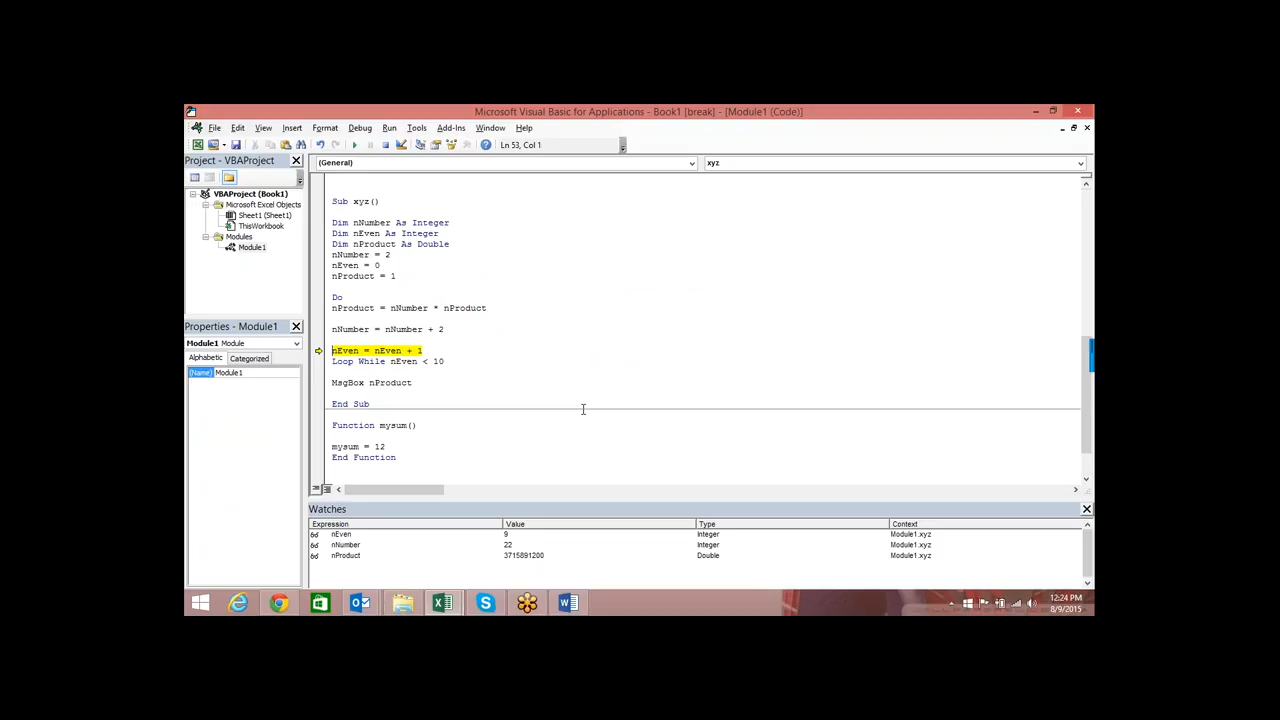 Microsoft Visual Basic for Applications - Book1 [break] - [Module1 (Code)]
File Edit View Insert Format Debug Run Tools Add-Ins Window Help
Ln 53, Col 1
Project - VBAProject
(General) xyz
VBAProject (Book1)
Microsoft Excel Objects
Sheet1 (Sheet1)
ThisWorkbook
Modules
Module1
Properties - Module1
Module1 Module
Alphabetic Categorized
(Name) Module1
Sub xyz()
Dim nNumber As Integer
Dim nEven As Integer
Dim nProduct As Double
nNumber = 2
nEven = 0
nProduct = 1
Do
nProduct = nNumber * nProduct
nNumber = nNumber + 2
nEven = nEven + 1
Loop While nEven < 10
MsgBox nProduct
End Sub
Function mysum()
mysum = 12
End Function
Watches
Expression Value Type Context
nEven 9 Integer Module1.xyz
nNumber 22 Integer Module1.xyz
nProduct 3715891200 Double Module1.xyz
12:24 PM
8/9/2015